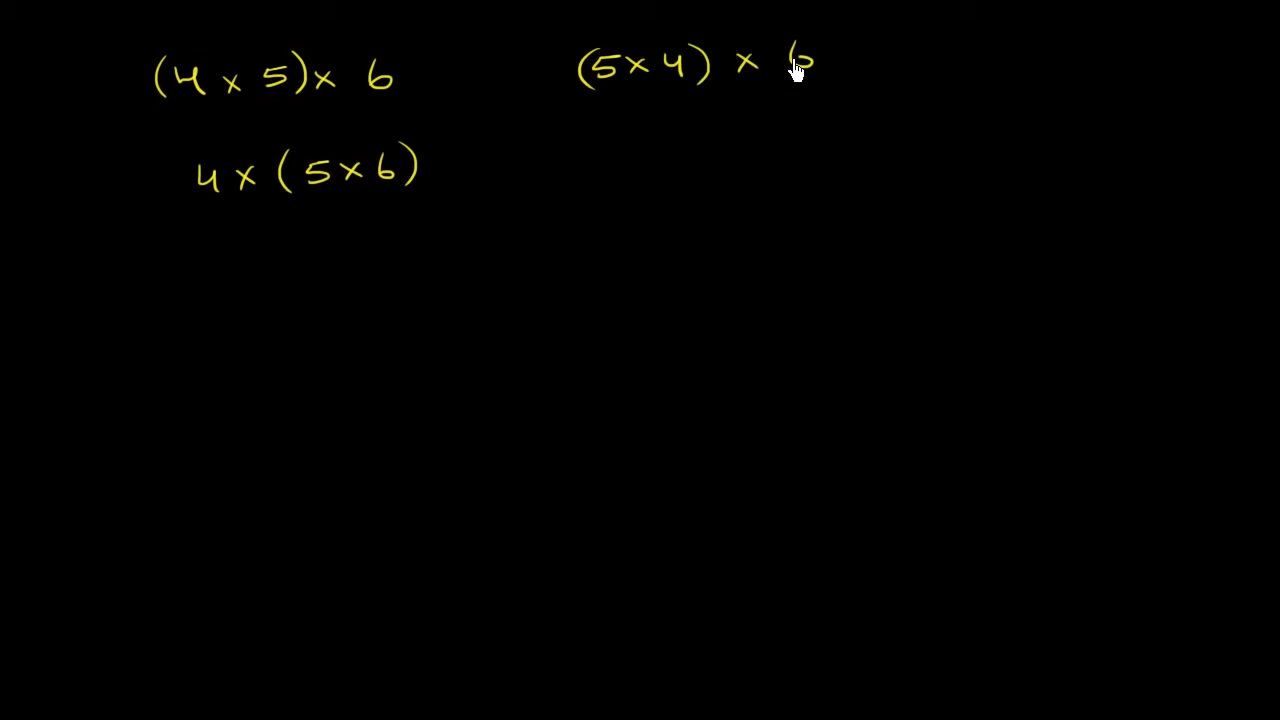 (4 × 5) × 6
(5 × 4) × 6
4 × (5 × 6)